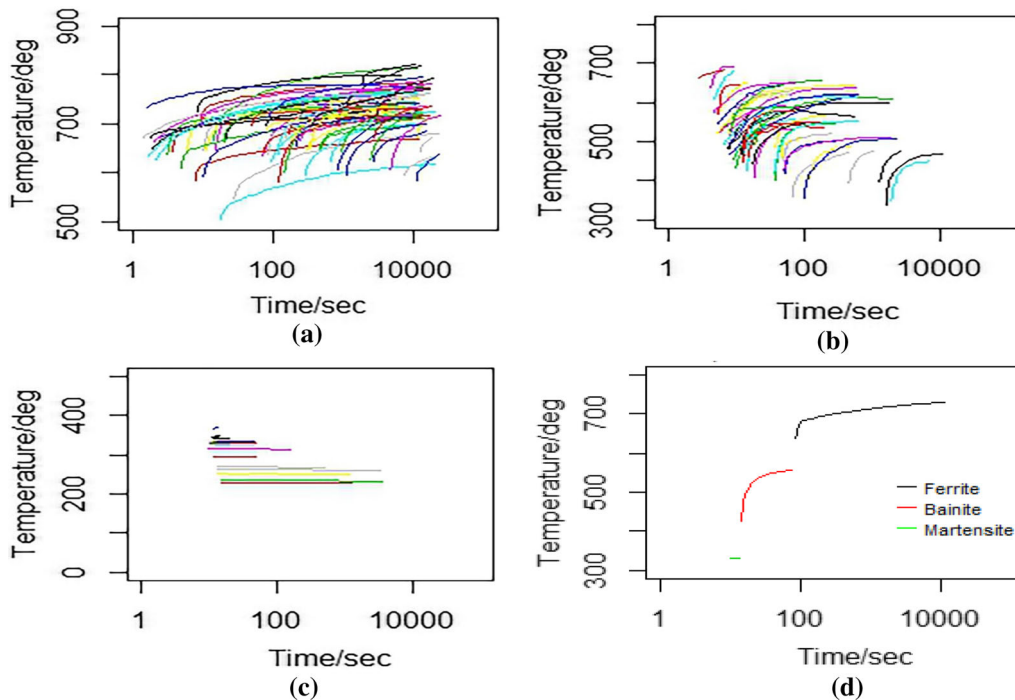 Temperature/deg
900
700
500
1
100
10000
Time/sec
(a)
Temperature/deg
700
500
300
1
100
10000
Time/sec
(b)
Temperature/deg
400
200
0
1
100
10000
Time/sec
(c)
Temperature/deg
700
500
300
Ferrite
Bainite
Martensite
1
100
10000
Time/sec
(d)